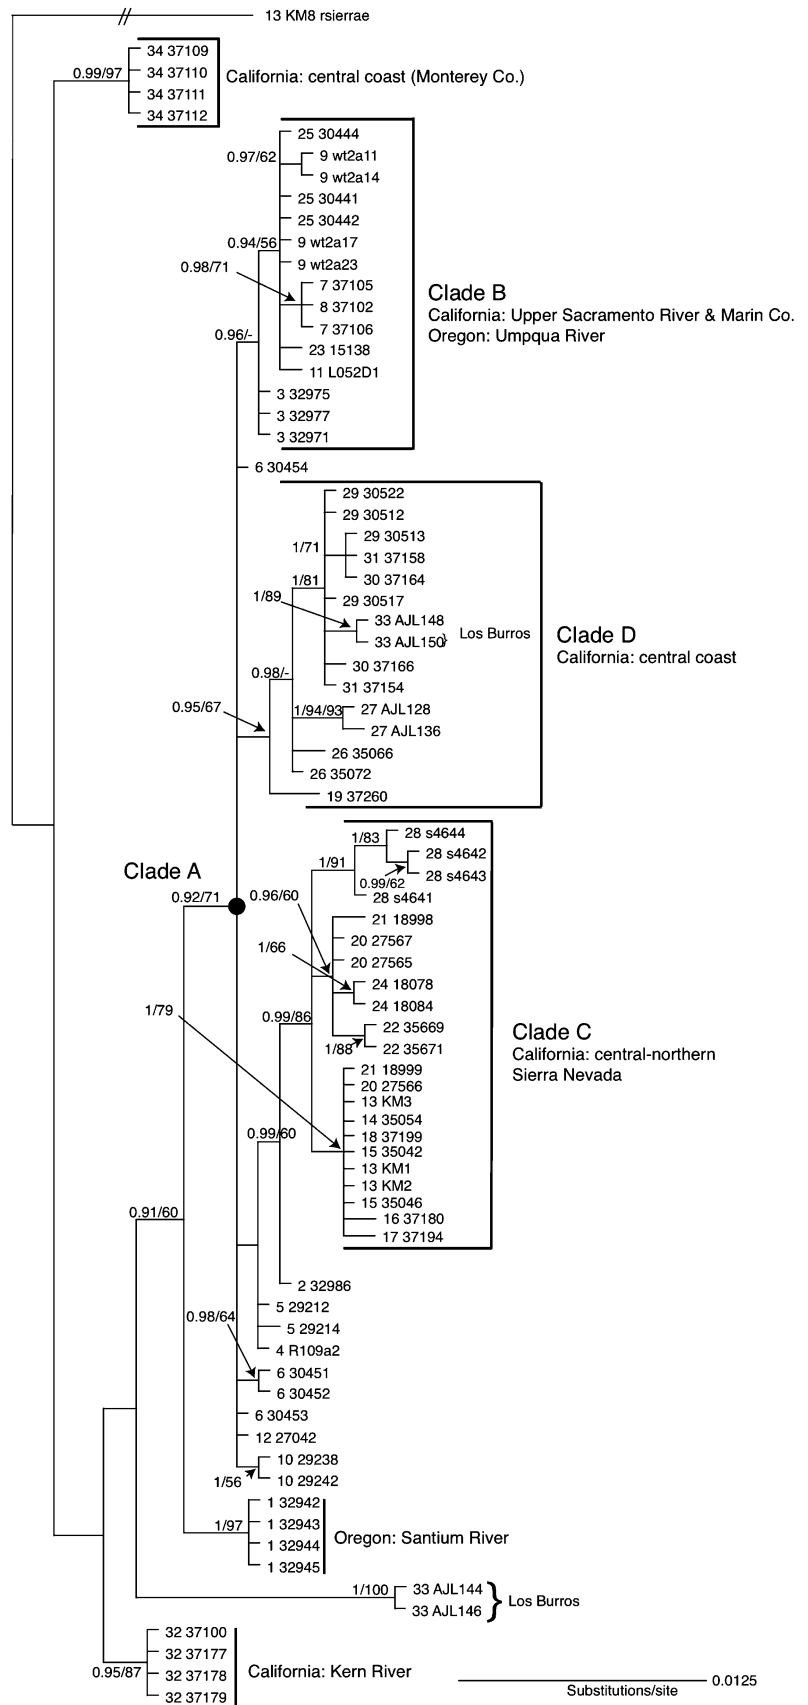 13 KM8 rsierrae
34 37109
0.99/97
34 37110
California: central coast (Monterey Co.)
34 37111
34 37112
25 30444
0.97/62
9 wt2a11
9 wt2a14
25 30441
25 30442
0.94/56
9 wt2a17
9 wt2a23
0.98/71
7 37105
Clade B
8 37102
California: Upper Sacramento River & Marin Co.
7 37106
Oregon: Umpqua River
0.96/-
23 15138
11 L052D1
3 32975
3 32977
3 32971
6 30454
29 30522
29 30512
29 30513
1/71
31 37158
1/81
30 37164
1/89
29 30517
33 AJL148
33 AJL150} Los Burros
Clade D
California: central coast
30 37166
0.98/-
31 37154
0.95/67
1/94/93
27 AJL128
27 AJL136
26 35066
26 35072
19 37260
1/83
28 s4644
28 s4642
1/91
Clade A
28 s4643
0.99/62
0.92/71
0.96/60
28 s4641
21 18998
20 27567
1/66
20 27565
24 18078
24 18084
1/79
0.99/86
22 35669
Clade C
1/88
22 35671
California: central-northern
Sierra Nevada
21 18999
20 27566
13 KM3
14 35054
0.99/60
18 37199
15 35042
13 KM1
13 KM2
15 35046
0.91/60
16 37180
17 37194
2 32986
5 29212
0.98/64
5 29214
4 R109a2
6 30451
6 30452
6 30453
12 27042
10 29238
1/56
10 29242
1 32942
1/97
1 32943
Oregon: Santium River
1 32944
1 32945
1/100
33 AJL144
33 AJL146
} Los Burros
32 37100
32 37177
0.95/87
32 37178
California: Kern River
32 37179
0.0125
Substitutions/site